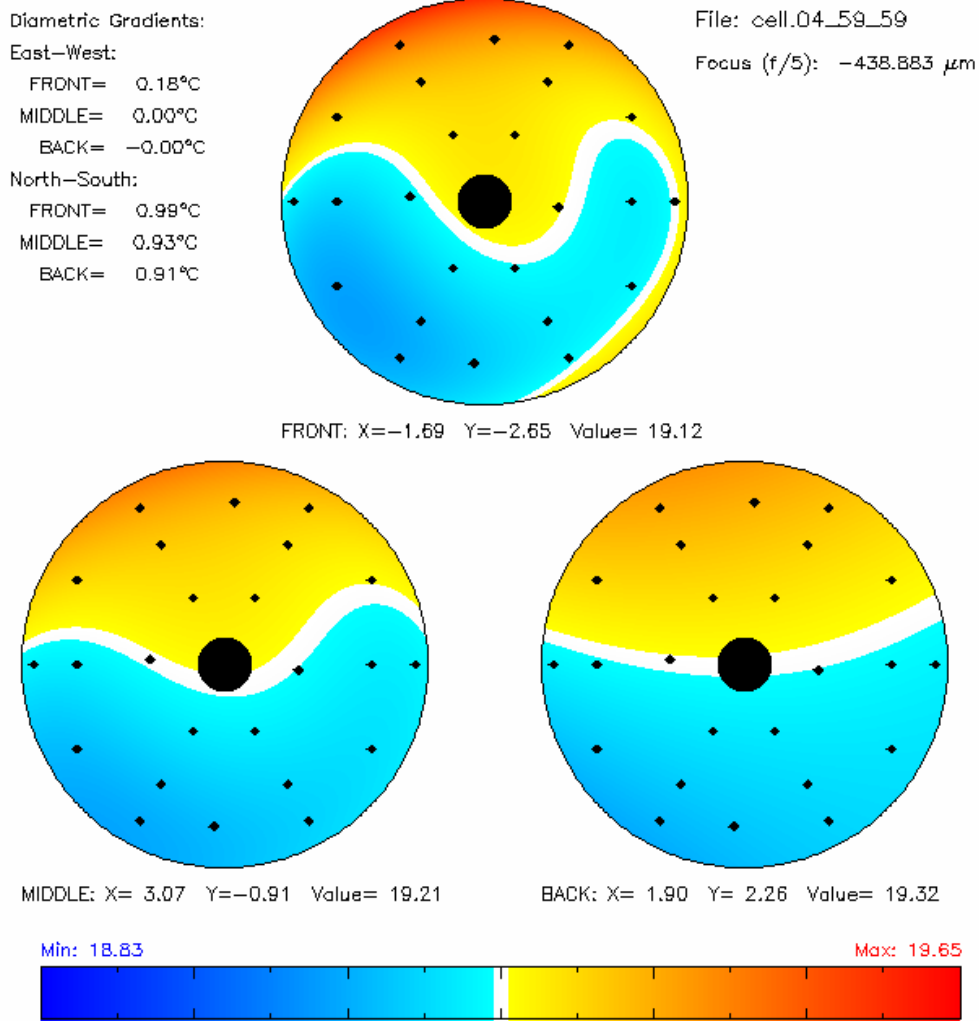 Diametric Gradients:
East-West:
FRONT= 0.18°C
MIDDLE= 0.00°C
BACK= -0.00°C
North-South:
FRONT= 0.99°C
MIDDLE= 0.93°C
BACK= 0.91°C
File: cell.04_59_59
Focus (f/5): -438.883 μm
FRONT: X=-1.69 Y=-2.65 Value= 19.12
MIDDLE: X= 3.07 Y=-0.91 Value= 19.21
BACK: X= 1.90 Y= 2.26 Value= 19.32
Min: 18.83
Max: 19.65